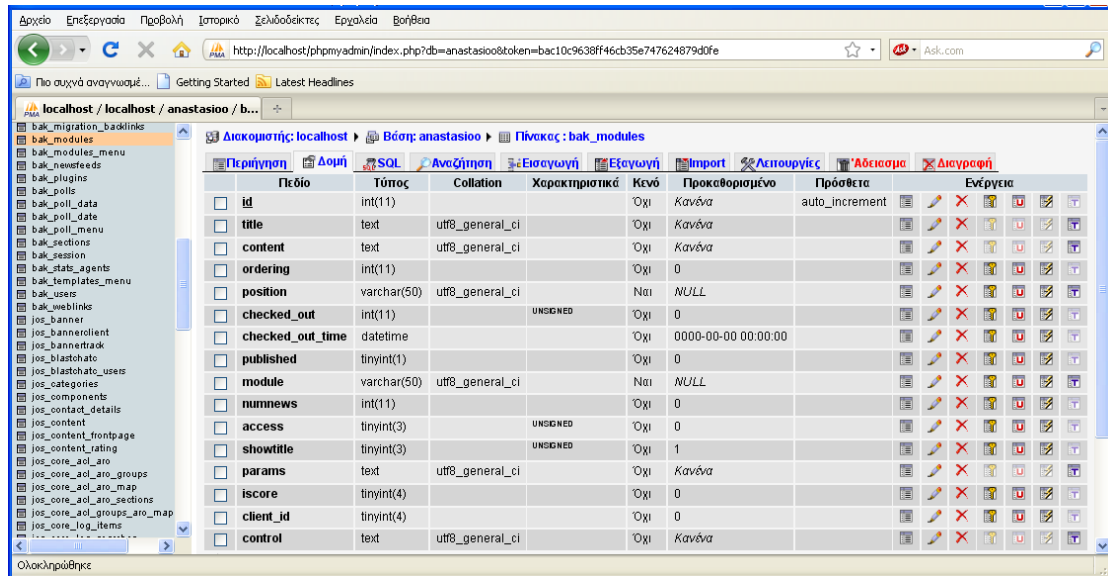 Αρχείο Επεξεργασία Προβολή Ιστορικό Σελιδοδείκτες Εργαλεία Βοήθεια
http://localhost/phpmyadmin/index.php?db=anastasioo&token=bac10c9638ff46cb35e747624879d0fe Ask.com
Πιο συχνά αναγνωσμέ... Getting Started Latest Headlines
localhost / localhost / anastasioo / b...
bak_migration_backlinks
bak_modules
bak_modules_menu
bak_newsfeeds
bak_plugins
bak_polls
bak_poll_data
bak_poll_date
bak_poll_menu
bak_sections
bak_session
bak_stats_agents
bak_templates_menu
bak_users
bak_weblinks
jos_banner
jos_bannerclient
jos_bannertrack
jos_blastchatc
jos_blastchatc_users
jos_categories
jos_components
jos_contact_details
jos_content
jos_content_frontpage
jos_content_rating
jos_core_acl_aro
jos_core_acl_aro_groups
jos_core_acl_aro_map
jos_core_acl_aro_sections
jos_core_acl_groups_aro_map
jos_core_log_items
Διακομιστής: localhost Βάση: anastasioo Πίνακας : bak_modules
Περιήγηση Δομή SQL Αναζήτηση Εισαγωγή Εξαγωγή Import Λειτουργίες Άδειασμα Διαγραφή
Πεδίο Τύπος Collation Χαρακτηριστικά Κενό Προκαθορισμένο Πρόσθετα Ενέργεια
id int(11) Όχι Κανένα auto_increment
title text utf8_general_ci Όχι Κανένα
content text utf8_general_ci Όχι Κανένα
ordering int(11) Όχι 0
position varchar(50) utf8_general_ci Ναι NULL
checked_out int(11) UNSIGNED Όχι 0
checked_out_time datetime Όχι 0000-00-00 00:00:00
published tinyint(1) Όχι 0
module varchar(50) utf8_general_ci Ναι NULL
numnews int(11) Όχι 0
access tinyint(3) UNSIGNED Όχι 0
showtitle tinyint(3) UNSIGNED Όχι 1
params text utf8_general_ci Όχι Κανένα
iscore tinyint(4) Όχι 0
client_id tinyint(4) Όχι 0
control text utf8_general_ci Όχι Κανένα
Ολοκληρώθηκε